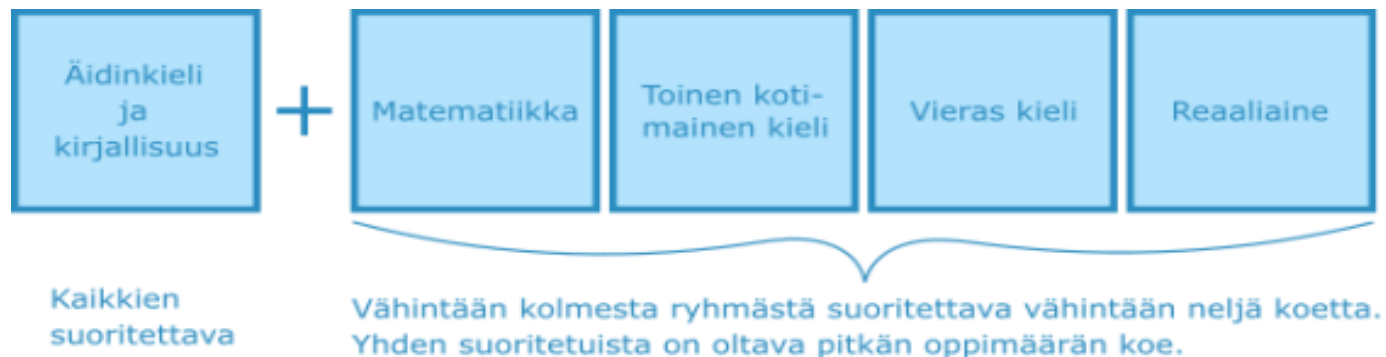 Äidinkieli
ja
kirjallisuus
+
Matematiikka
Toinen koti-
mainen kieli
Vieras kieli
Reaaliaine
Kaikkien
suoritettava
Vähintään kolmesta ryhmästä suoritettava vähintään neljä koetta.
Yhden suoritetuista on oltava pitkän oppimäärän koe.